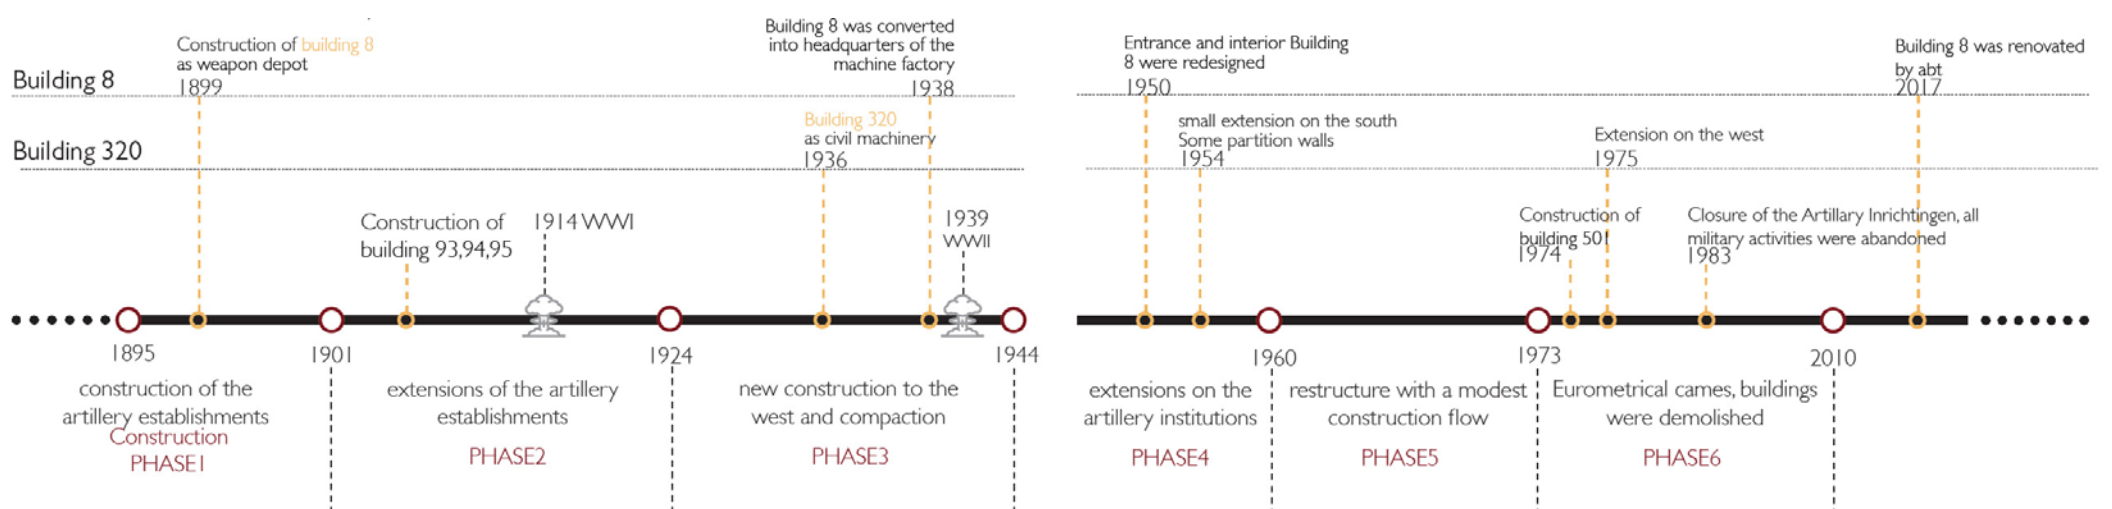 Building 8
Construction of building 8
as weapon depot
1899
Building 8 was converted
into headquarters of the
machine factory
1938
Entrance and interior Building
8 were redesigned
1950
Building 8 was renovated
by abt
2017
Building 320
Building 320
as civil machinery
1936
small extension on the south
Some partition walls
1954
Extension on the west
1975
Construction of
building 93,94,95
1914 WWI
1939
WWII
Construction of
building 501
1974
Closure of the Artillary Inrichtingen, all
military activities were abandoned
1983
1895
1901
1924
1944
1960
1973
2010
construction of the
artillery establishments
Construction
PHASE1
extensions of the artillery
establishments
PHASE2
new construction to the
west and compaction
PHASE3
extensions on the
artillery institutions
PHASE4
restructure with a modest
construction flow
PHASE5
Eurometrical cames, buildings
were demolished
PHASE6